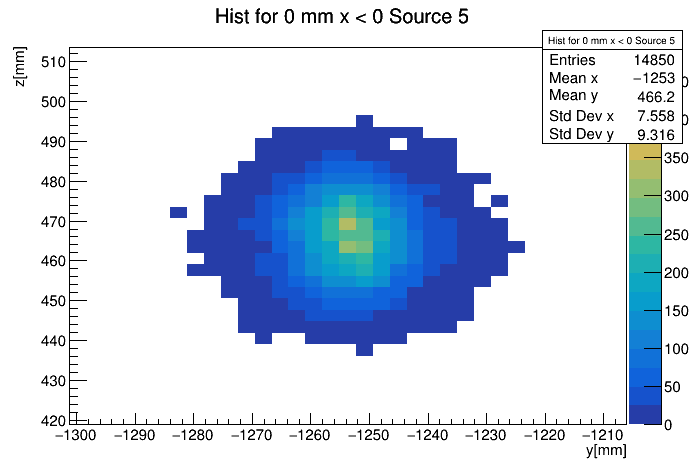 Hist for 0 mm x < 0 Source 5
Hist for 0 mm x < 0 Source 5
Entries 14850
Mean x −1253
Mean y 466.2
Std Dev x 7.558
Std Dev y 9.316
z[mm]
510
500
490
480
470
460
450
440
430
420
−1300 −1290 −1280 −1270 −1260 −1250 −1240 −1230 −1220 −1210
y[mm]
350
300
250
200
150
100
50
0